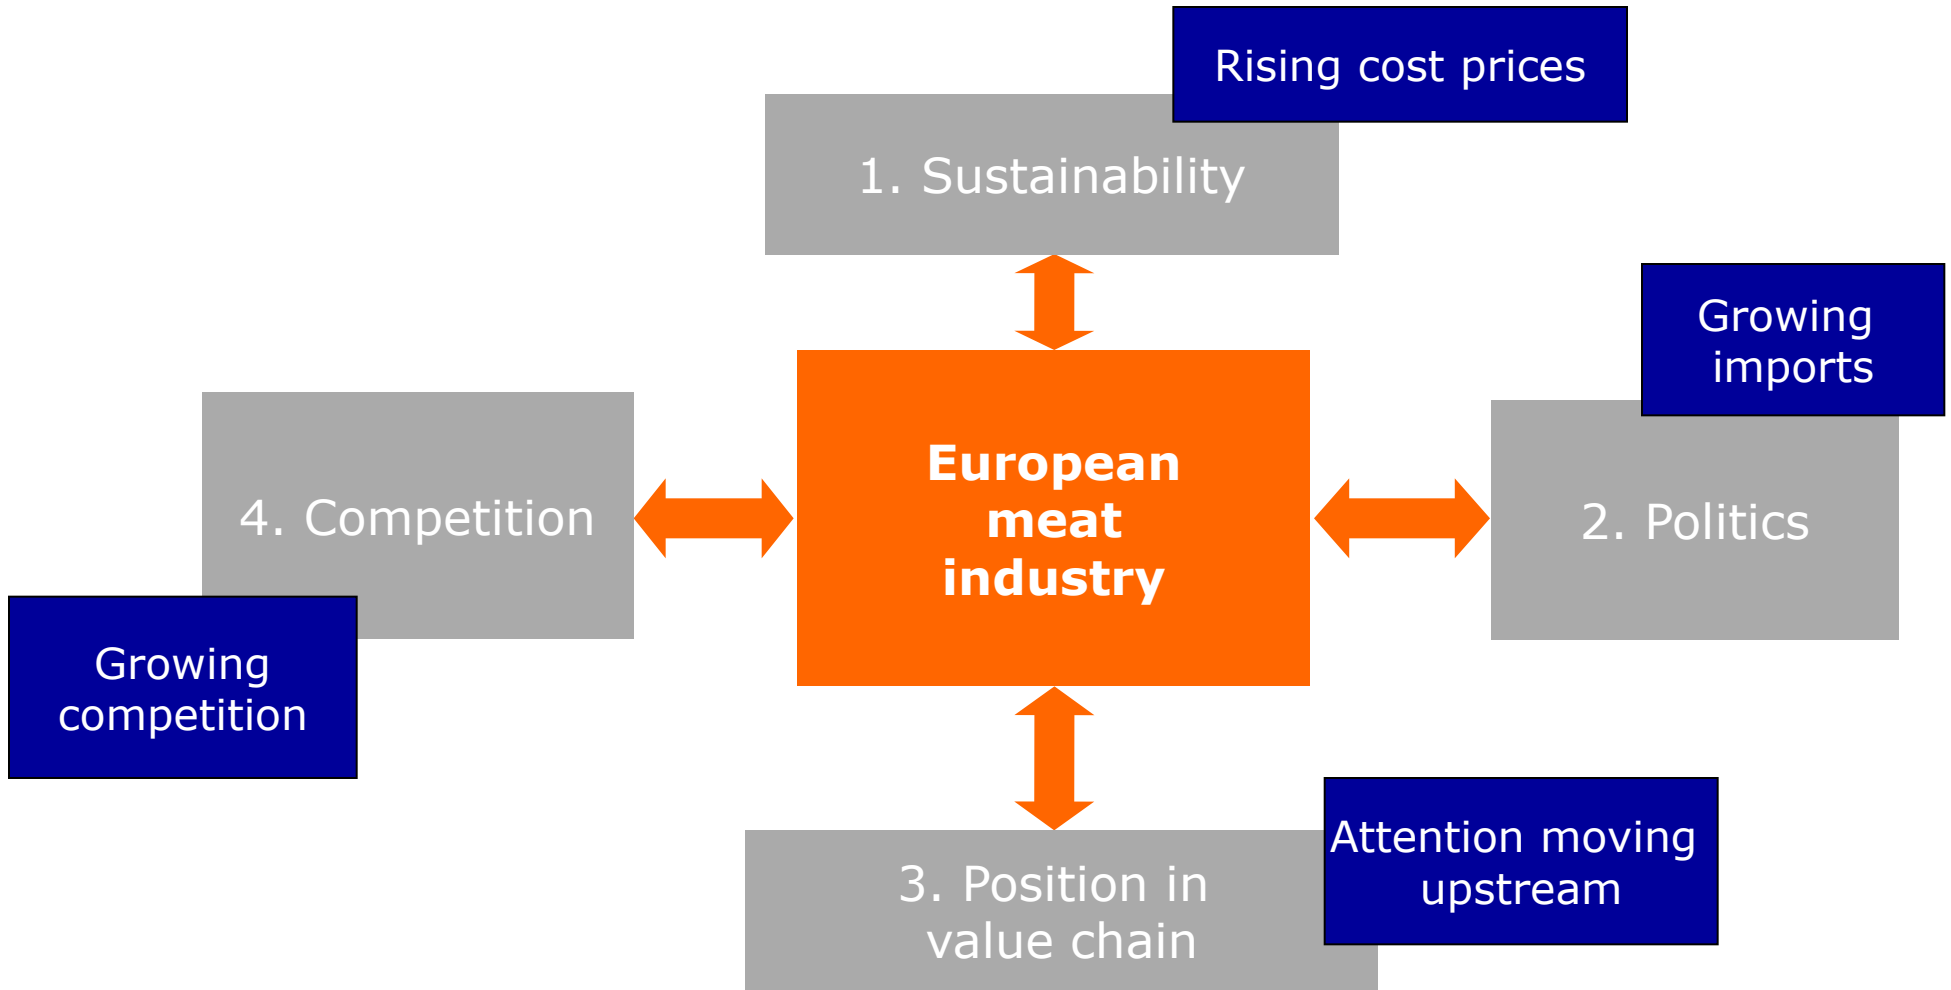 Rising cost prices
1. Sustainability
Growing
imports
European
meat
industry
4. Competition
2. Politics
Growing
competition
Attention moving
upstream
3. Position in
value chain